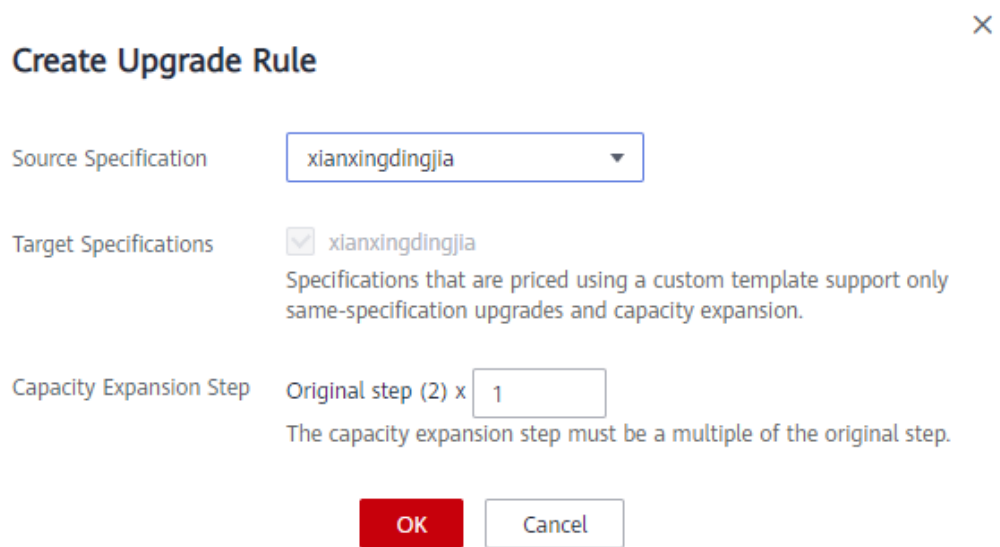 Create Upgrade Rule
Source Specification
xianxingdingjia
Target Specifications
xianxingdingjia
Specifications that are priced using a custom template support only
same-specification upgrades and capacity expansion.
Capacity Expansion Step
Original step (2) x 1
The capacity expansion step must be a multiple of the original step.
OK
Cancel